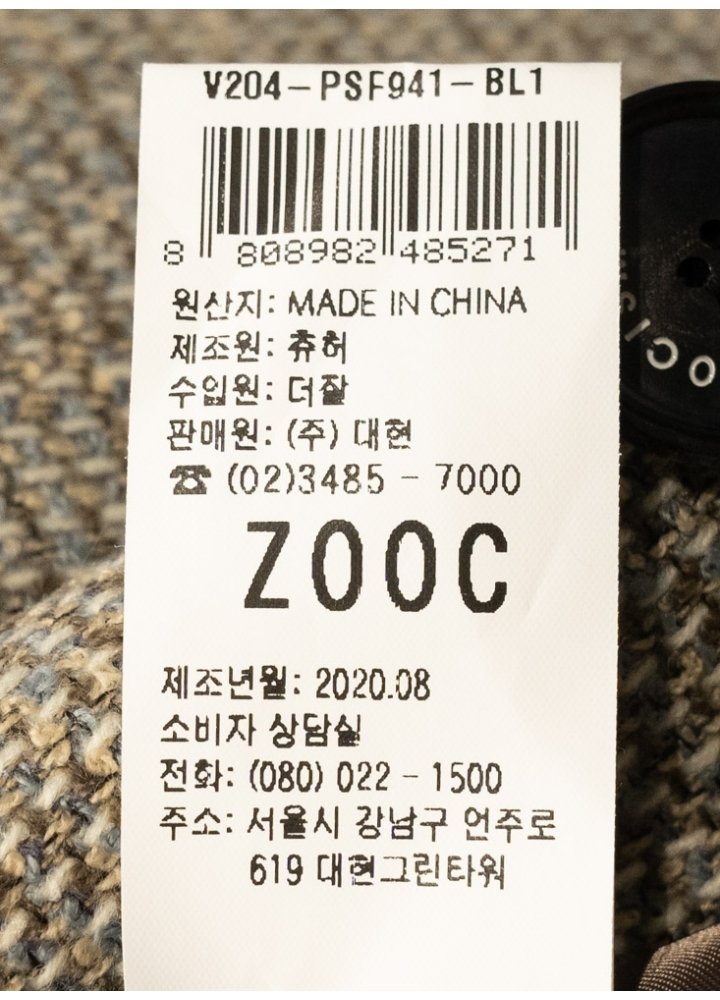 V204-PSF941-BL1
8 808982 485271
원산지: MADE IN CHINA
제조원: 츄허
수입원: 더잘
판매원: (주) 대현
☎ (02)3485 - 7000
ZOOC
제조년월: 2020.08
소비자 상담실
전화: (080) 022 - 1500
주소: 서울시 강남구 언주로
619 대현그린타워